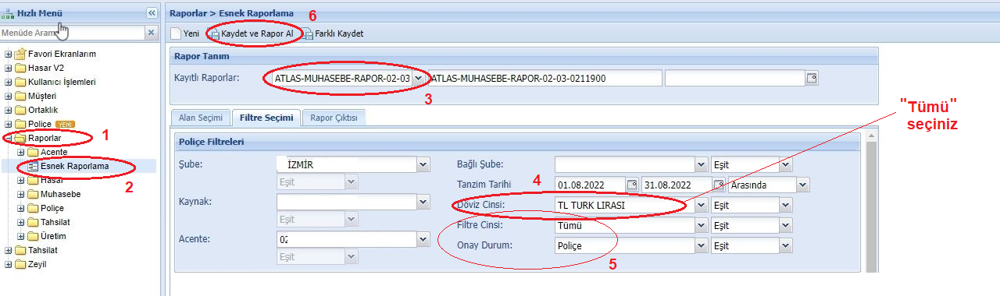 Hızlı Menü
Menüde Arama
Favori Ekranlarım
Hasar V2
Kullanıcı İşlemleri
Müşteri
Ortaklık
Poliçe YENİ
Raporlar 1
Acente
Esnek Raporlama
2
Hasar
Muhasebe
Poliçe
Tahsilat
Üretim
Tahsilat
Zeyil
Raporlar > Esnek Raporlama 6
Yeni Kaydet ve Rapor Al Farklı Kaydet
Rapor Tanım
Kayıtlı Raporlar: ATLAS-MUHASEBE-RAPOR-02-03 ATLAS-MUHASEBE-RAPOR-02-03-0211900
3
"Tümü"
seçiniz
Alan Seçimi Filtre Seçimi Rapor Çıktısı
Poliçe Filtreleri
Şube: İZMİR Bağlı Şube: Eşit
Eşit 4 Tanzim Tarihi 01.08.2022 31.08.2022 Arasında
Kaynak: Döviz Cinsi: TL TURK LIRASI Eşit
Eşit Filtre Cinsi: Tümü Eşit
Acente: 02 Onay Durum: Poliçe Eşit
Eşit 5